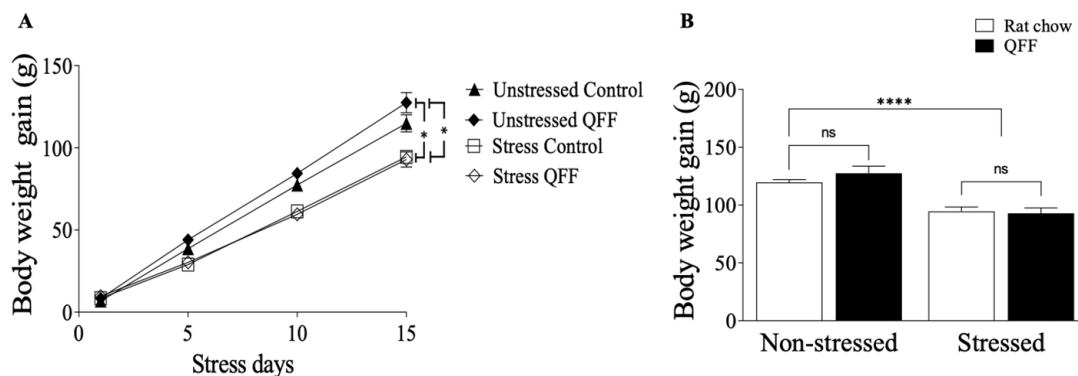 A
Body weight gain (g)
150
100
50
0
0 5 10 15
Stress days
* *
Unstressed Control
Unstressed QFF
Stress Control
Stress QFF
B
Rat chow
QFF
Body weight gain (g)
200
150
100
50
0
****
ns
ns
Non-stressed Stressed